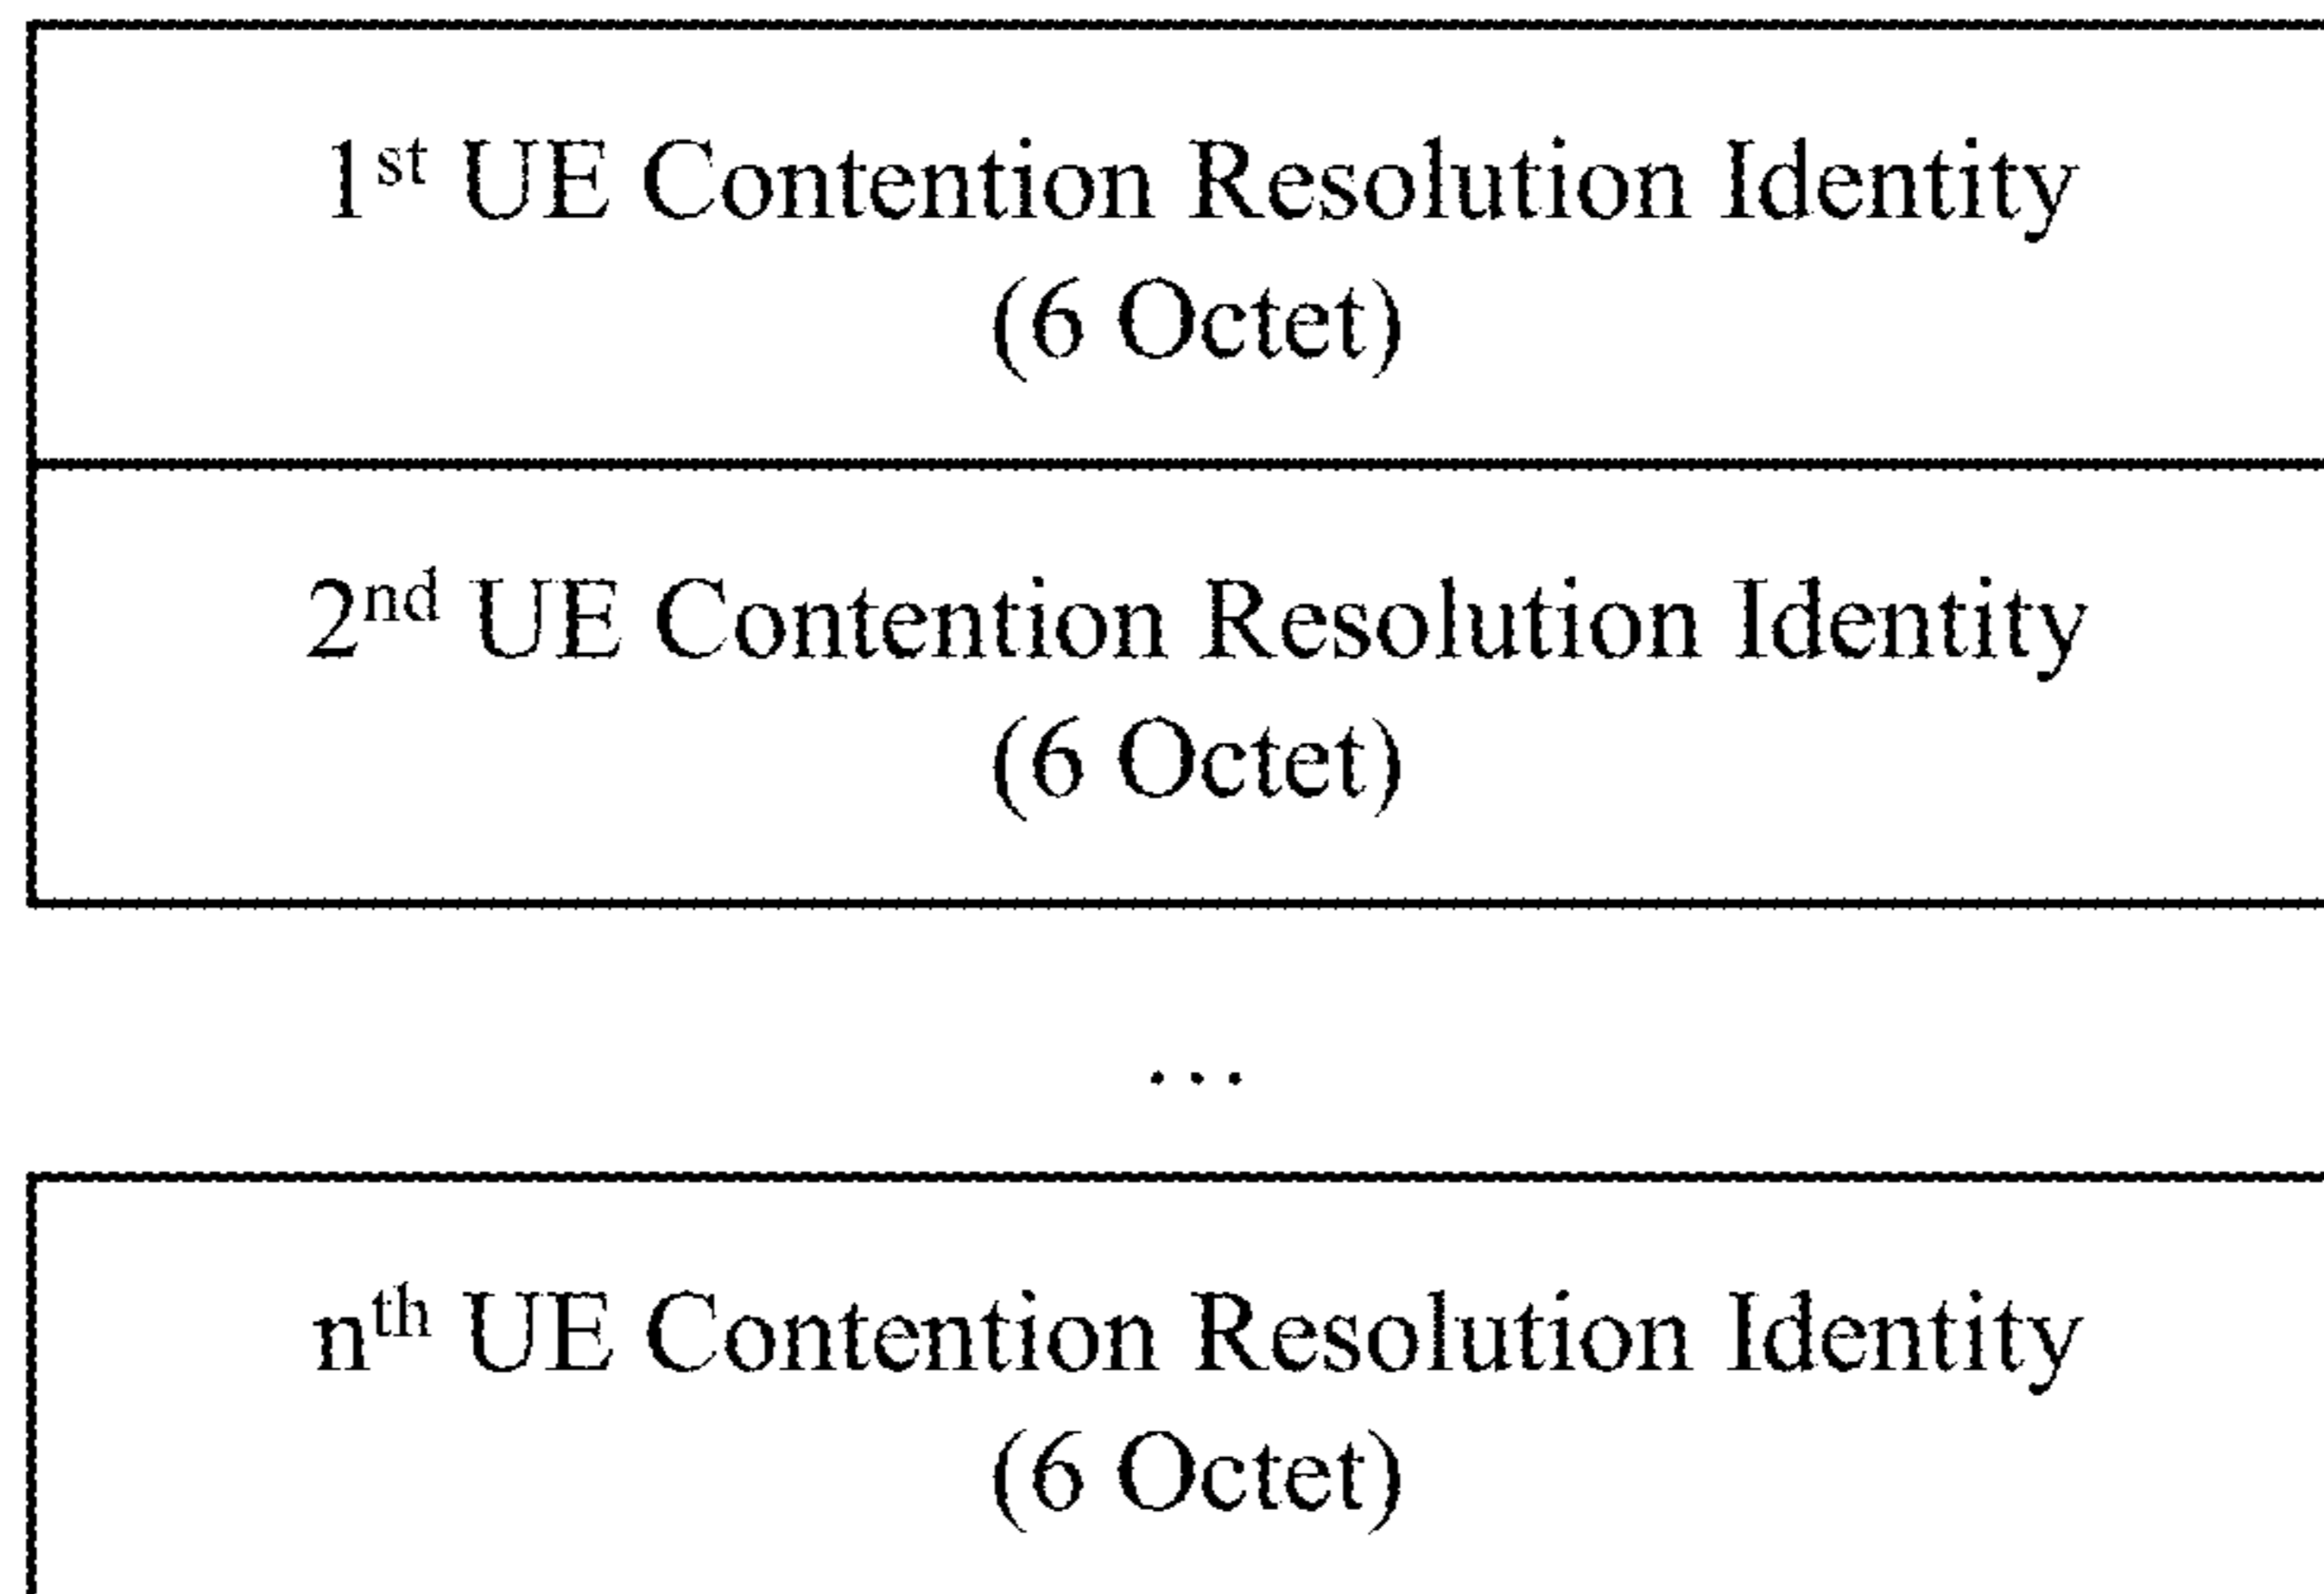 1st UE Contention Resolution Identity
(6 Octet)
2nd UE Contention Resolution Identity
(6 Octet)
...
nth UE Contention Resolution Identity
(6 Octet)